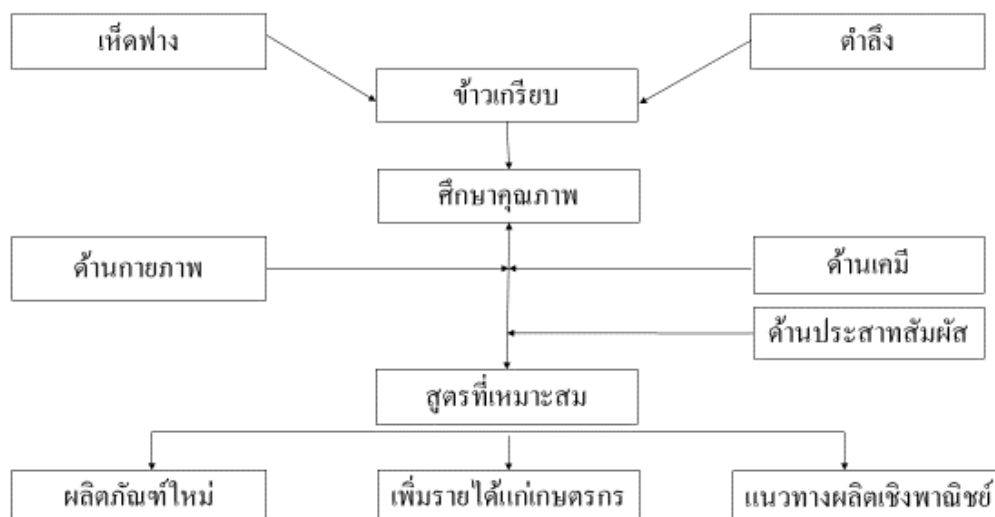 เห็ดฟาง
ตำลึง
ข้าวเกรียบ
ศึกษาคุณภาพ
ด้านกายภาพ
ด้านเคมี
ด้านประสาทสัมผัส
สูตรที่เหมาะสม
ผลิตภัณฑ์ใหม่
เพิ่มรายได้แก่เกษตรกร
แนวทางผลิตเชิงพาณิชย์